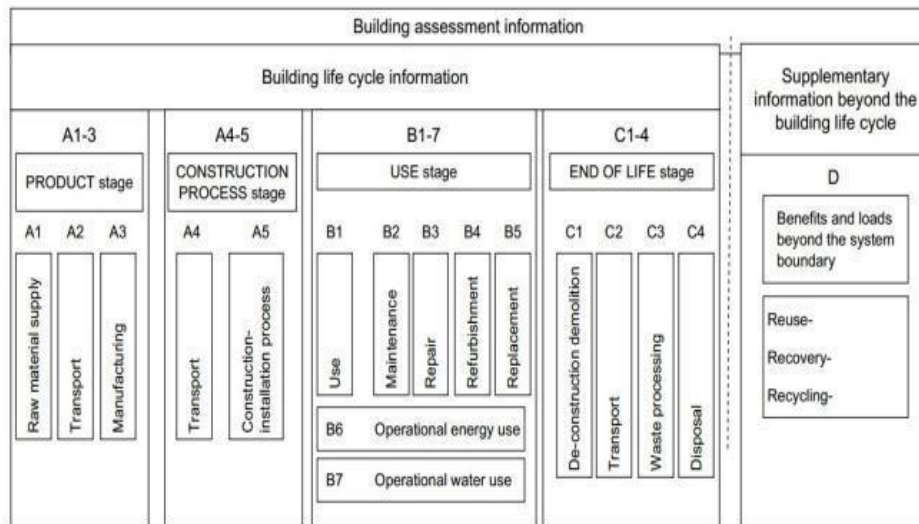 Building assessment information
Building life cycle information
Supplementary
information beyond the
building life cycle
A1-3
PRODUCT stage
A1 A2 A3
Raw material supply
Transport
Manufacturing
A4-5
CONSTRUCTION
PROCESS stage
A4 A5
Transport
Construction-
installation process
B1-7
USE stage
B1 B2 B3 B4 B5
Use
Maintenance
Repair
Refurbishment
Replacement
B6 Operational energy use
B7 Operational water use
C1-4
END OF LIFE stage
C1 C2 C3 C4
De-construction demolition
Transport
Waste processing
Disposal
D
Benefits and loads
beyond the system
boundary
Reuse-
Recovery-
Recycling-